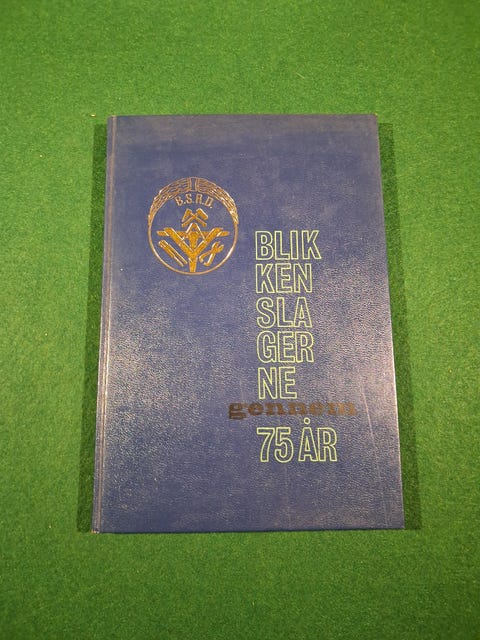 B.S.R.D.
BLIK
KEN
SLA
GER
NE
gennem
75 ÅR